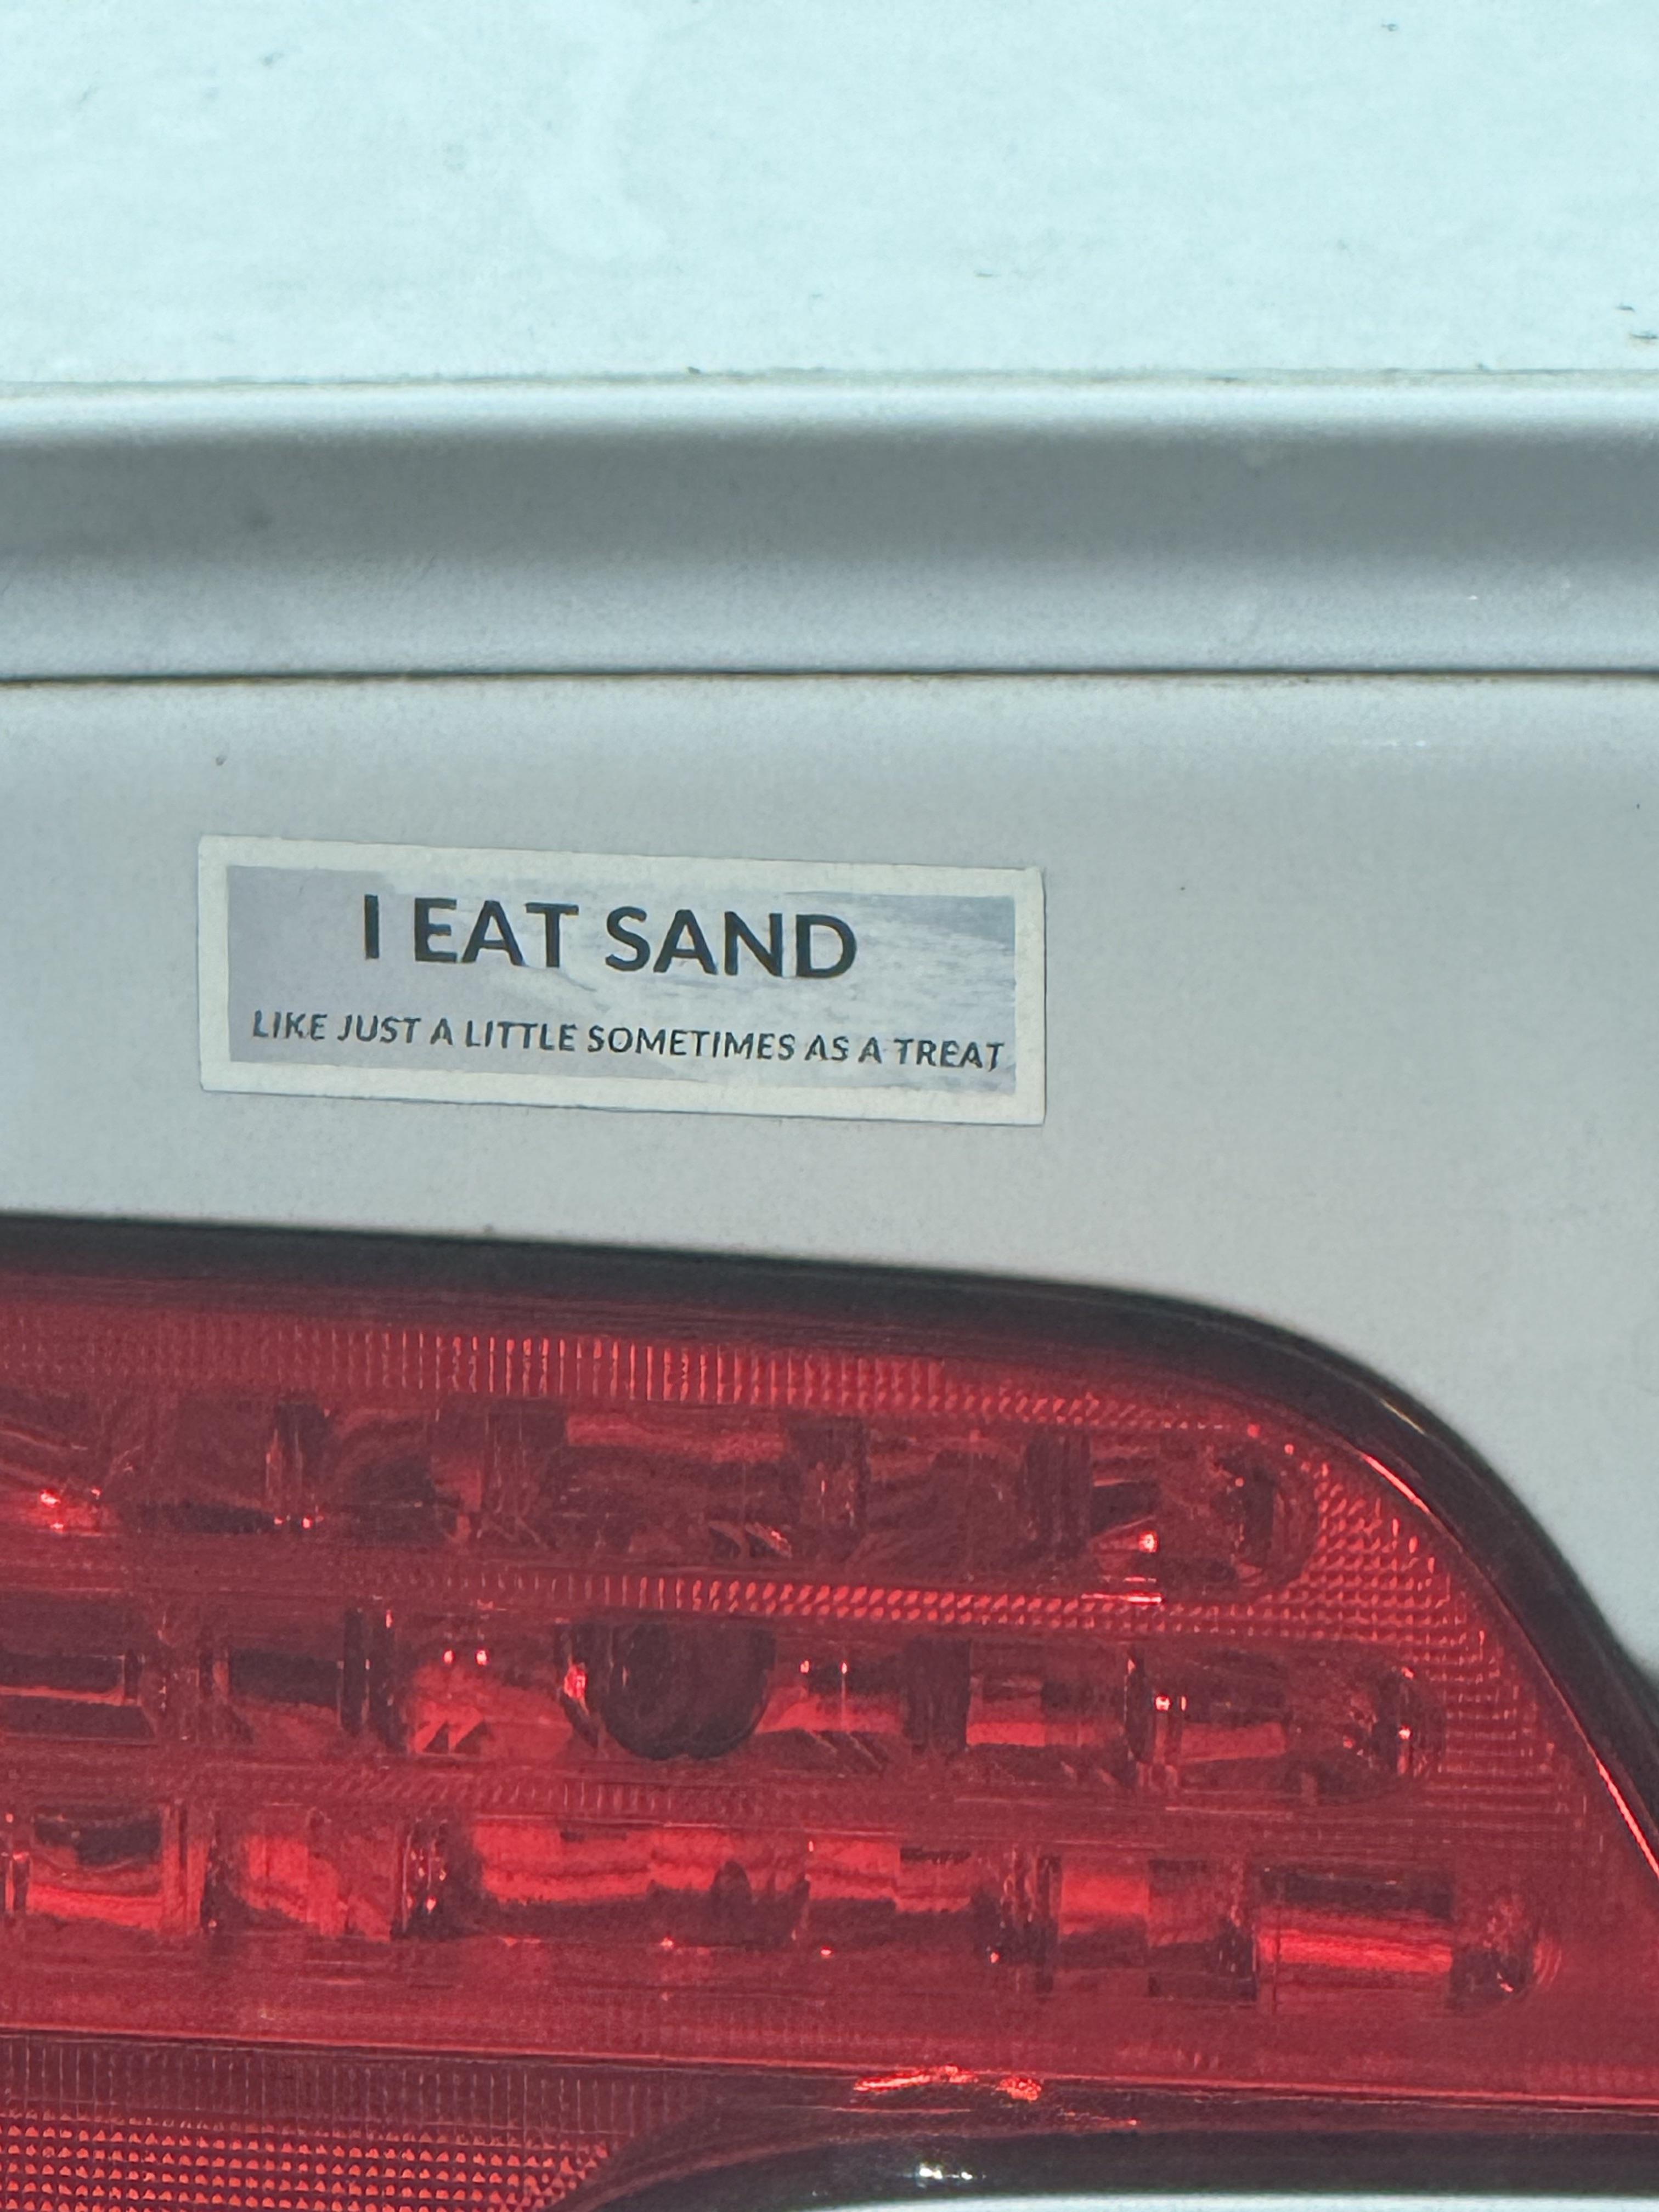 I EAT SAND
LIKE JUST A LITTLE SOMETIMES AS A TREAT